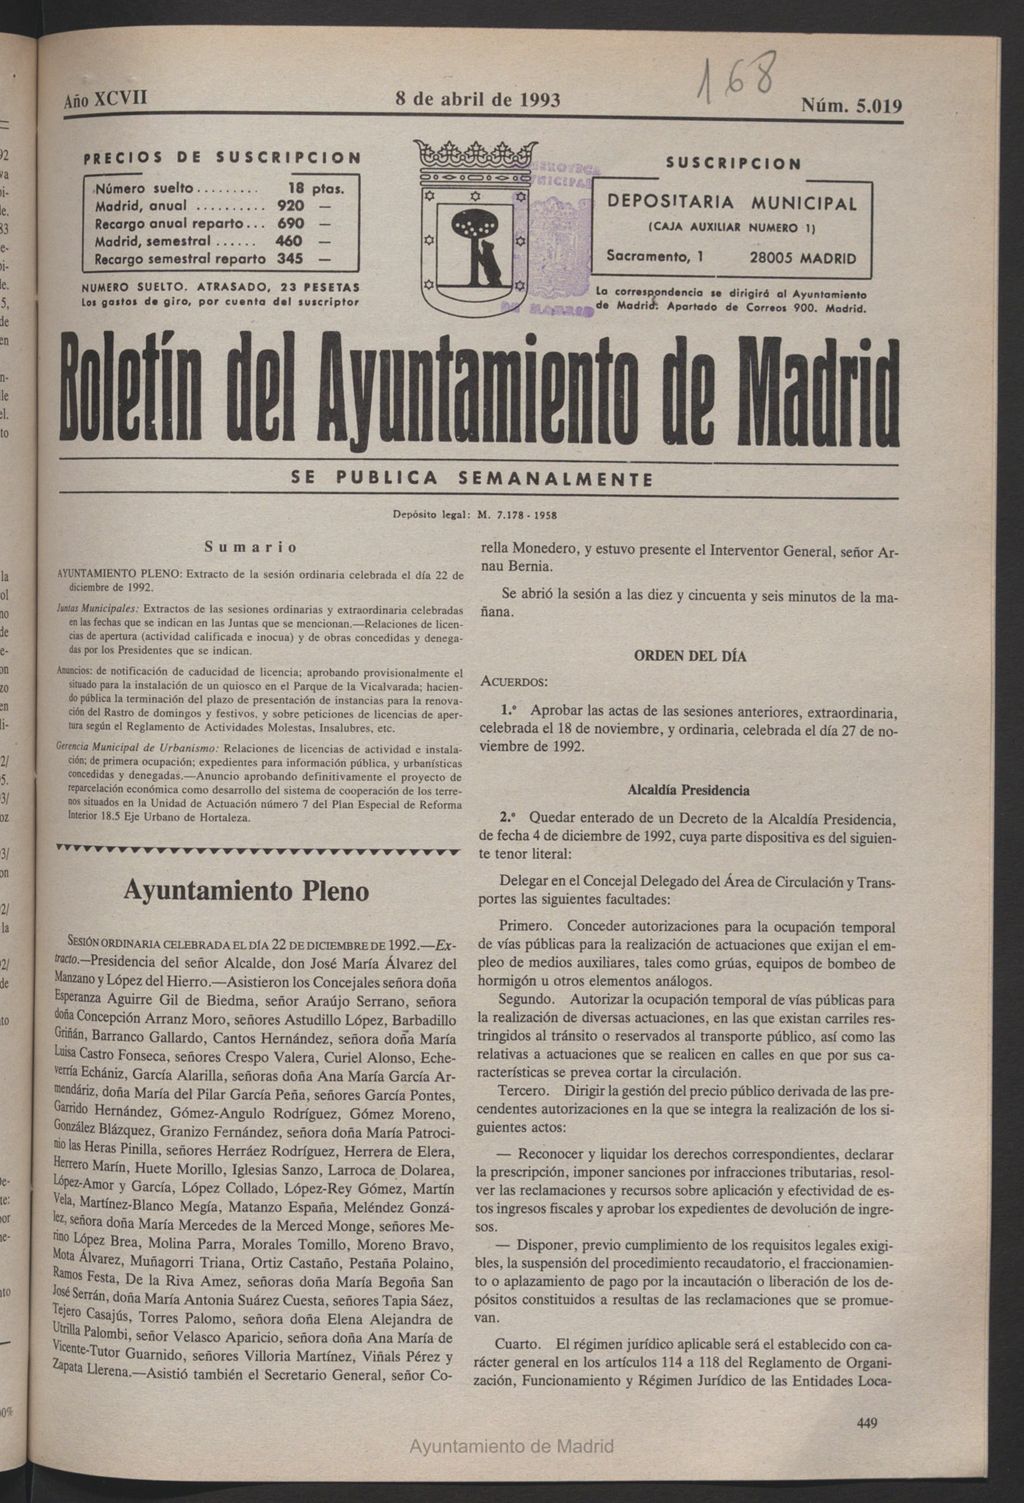 168
Año XCVII
8 de abril de 1993
Núm. 5.019
PRECIOS DE SUSCRIPCION
Número suelto......... 18 ptas.
Madrid, anual .......... 920 —
Recargo anual reparto... 690 —
Madrid, semestral ...... 460 —
Recargo semestral reparto 345 —
NUMERO SUELTO. ATRASADO, 23 PESETAS
Los gastos de giro, por cuenta del suscriptor
SUSCRIPCION
DEPOSITARIA MUNICIPAL
(CAJA AUXILIAR NUMERO 1)
Sacramento, 1 28005 MADRID
La correspondencia se dirigirá al Ayuntamiento
de Madrid. Apartado de Correos 900. Madrid.
Boletín del Ayuntamiento de Madrid
SE PUBLICA SEMANALMENTE
Depósito legal: M. 7.178 - 1958
Sumario
AYUNTAMIENTO PLENO: Extracto de la sesión ordinaria celebrada el día 22 de
diciembre de 1992.
Juntas Municipales: Extractos de las sesiones ordinarias y extraordinaria celebradas
en las fechas que se indican en las Juntas que se mencionan.—Relaciones de licen-
cias de apertura (actividad calificada e inocua) y de obras concedidas y denega-
das por los Presidentes que se indican.
Anuncios: de notificación de caducidad de licencia; aprobando provisionalmente el
situado para la instalación de un quiosco en el Parque de la Vicalvarada; hacien-
do pública la terminación del plazo de presentación de instancias para la renova-
ción del Rastro de domingos y festivos, y sobre peticiones de licencias de aper-
tura según el Reglamento de Actividades Molestas, Insalubres, etc.
Gerencia Municipal de Urbanismo: Relaciones de licencias de actividad e instala-
ción; de primera ocupación; expedientes para información pública, y urbanísticas
concedidas y denegadas.—Anuncio aprobando definitivamente el proyecto de
reparcelación económica como desarrollo del sistema de cooperación de los terre-
nos situados en la Unidad de Actuación número 7 del Plan Especial de Reforma
Interior 18.5 Eje Urbano de Hortaleza.
Ayuntamiento Pleno
SESIÓN ORDINARIA CELEBRADA EL DÍA 22 DE DICIEMBRE DE 1992.—Ex-
tracto.—Presidencia del señor Alcalde, don José María Álvarez del
Manzano y López del Hierro.—Asistieron los Concejales señora doña
Esperanza Aguirre Gil de Biedma, señor Araújo Serrano, señora
doña Concepción Arranz Moro, señores Astudillo López, Barbadillo
Griñán, Barranco Gallardo, Cantos Hernández, señora doña María
Luisa Castro Fonseca, señores Crespo Valera, Curiel Alonso, Eche-
verría Echániz, García Alarilla, señoras doña Ana María García Ar-
mendáriz, doña María del Pilar García Peña, señores García Pontes,
Garrido Hernández, Gómez-Angulo Rodríguez, Gómez Moreno,
González Blázquez, Granizo Fernández, señora doña María Patroci-
nio las Heras Pinilla, señores Herráez Rodríguez, Herrera de Elera,
Herrero Marín, Huete Morillo, Iglesias Sanzo, Larroca de Dolarea,
López-Amor y García, López Collado, López-Rey Gómez, Martín
Vela, Martínez-Blanco Megía, Matanzo España, Meléndez Gonzá-
lez, señora doña María Mercedes de la Merced Monge, señores Me-
rino López Brea, Molina Parra, Morales Tomillo, Moreno Bravo,
Mota Álvarez, Muñagorri Triana, Ortiz Castaño, Pestaña Polaino,
Ramos Festa, De la Riva Amez, señoras doña María Begoña San
José Serrán, doña María Antonia Suárez Cuesta, señores Tapia Sáez,
Tejero Casajús, Torres Palomo, señora doña Elena Alejandra de
Utrilla Palombi, señor Velasco Aparicio, señora doña Ana María de
Vicente-Tutor Guarnido, señores Villoria Martínez, Viñals Pérez y
Zapata Llerena.—Asistió también el Secretario General, señor Co-
rella Monedero, y estuvo presente el Interventor General, señor Ar-
nau Bernia.
Se abrió la sesión a las diez y cincuenta y seis minutos de la ma-
ñana.
ORDEN DEL DÍA
ACUERDOS:
1.º Aprobar las actas de las sesiones anteriores, extraordinaria,
celebrada el 18 de noviembre, y ordinaria, celebrada el día 27 de no-
viembre de 1992.
Alcaldía Presidencia
2.º Quedar enterado de un Decreto de la Alcaldía Presidencia,
de fecha 4 de diciembre de 1992, cuya parte dispositiva es del siguien-
te tenor literal:
Delegar en el Concejal Delegado del Área de Circulación y Trans-
portes las siguientes facultades:
Primero. Conceder autorizaciones para la ocupación temporal
de vías públicas para la realización de actuaciones que exijan el em-
pleo de medios auxiliares, tales como grúas, equipos de bombeo de
hormigón u otros elementos análogos.
Segundo. Autorizar la ocupación temporal de vías públicas para
la realización de diversas actuaciones, en las que existan carriles res-
tringidos al tránsito o reservados al transporte público, así como las
relativas a actuaciones que se realicen en calles en que por sus ca-
racterísticas se prevea cortar la circulación.
Tercero. Dirigir la gestión del precio público derivada de las pre-
cendentes autorizaciones en la que se integra la realización de los si-
guientes actos:
— Reconocer y liquidar los derechos correspondientes, declarar
la prescripción, imponer sanciones por infracciones tributarias, resol-
ver las reclamaciones y recursos sobre aplicación y efectividad de es-
tos ingresos fiscales y aprobar los expedientes de devolución de ingre-
sos.
— Disponer, previo cumplimiento de los requisitos legales exigi-
bles, la suspensión del procedimiento recaudatorio, el fraccionamien-
to o aplazamiento de pago por la incautación o liberación de los de-
pósitos constituidos a resultas de las reclamaciones que se promue-
van.
Cuarto. El régimen jurídico aplicable será el establecido con ca-
rácter general en los artículos 114 a 118 del Reglamento de Organi-
zación, Funcionamiento y Régimen Jurídico de las Entidades Loca-
449
Ayuntamiento de Madrid